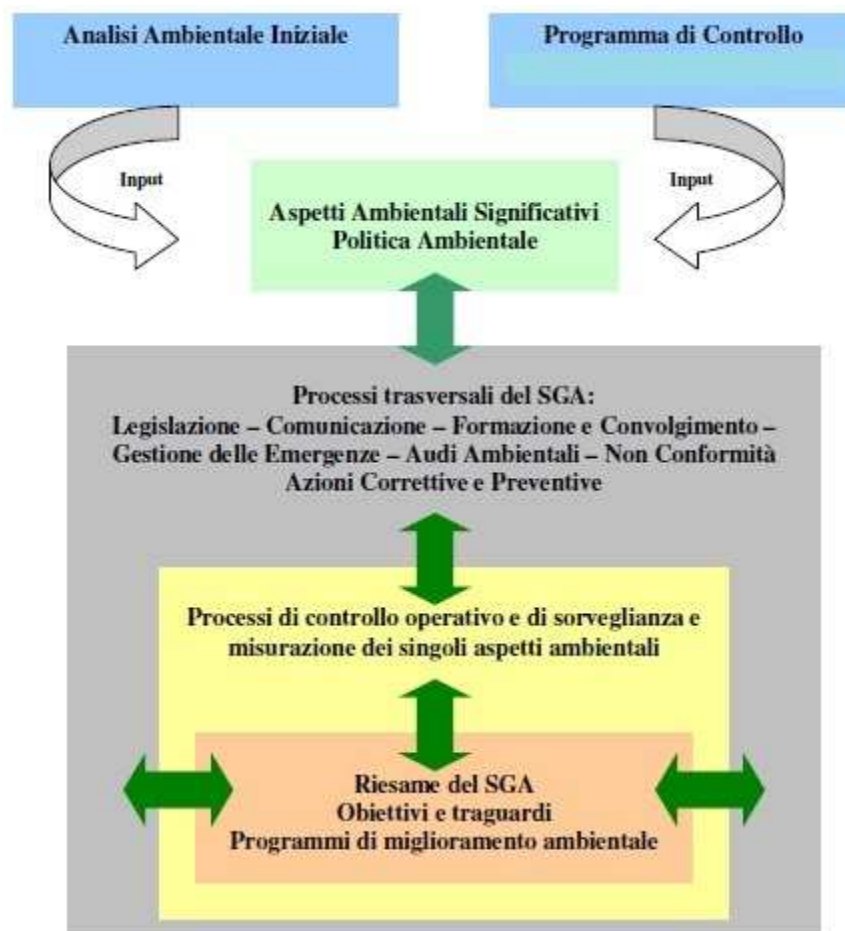 Analisi Ambientale Iniziale
Programma di Controllo
Input
Input
Aspetti Ambientali Significativi
Politica Ambientale
Processi trasversali del SGA:
Legislazione – Comunicazione – Formazione e Convolgimento –
Gestione delle Emergenze – Audi Ambientali – Non Conformità
Azioni Correttive e Preventive
Processi di controllo operativo e di sorveglianza e
misurazione dei singoli aspetti ambientali
Riesame del SGA
Obiettivi e traguardi
Programmi di miglioramento ambientale